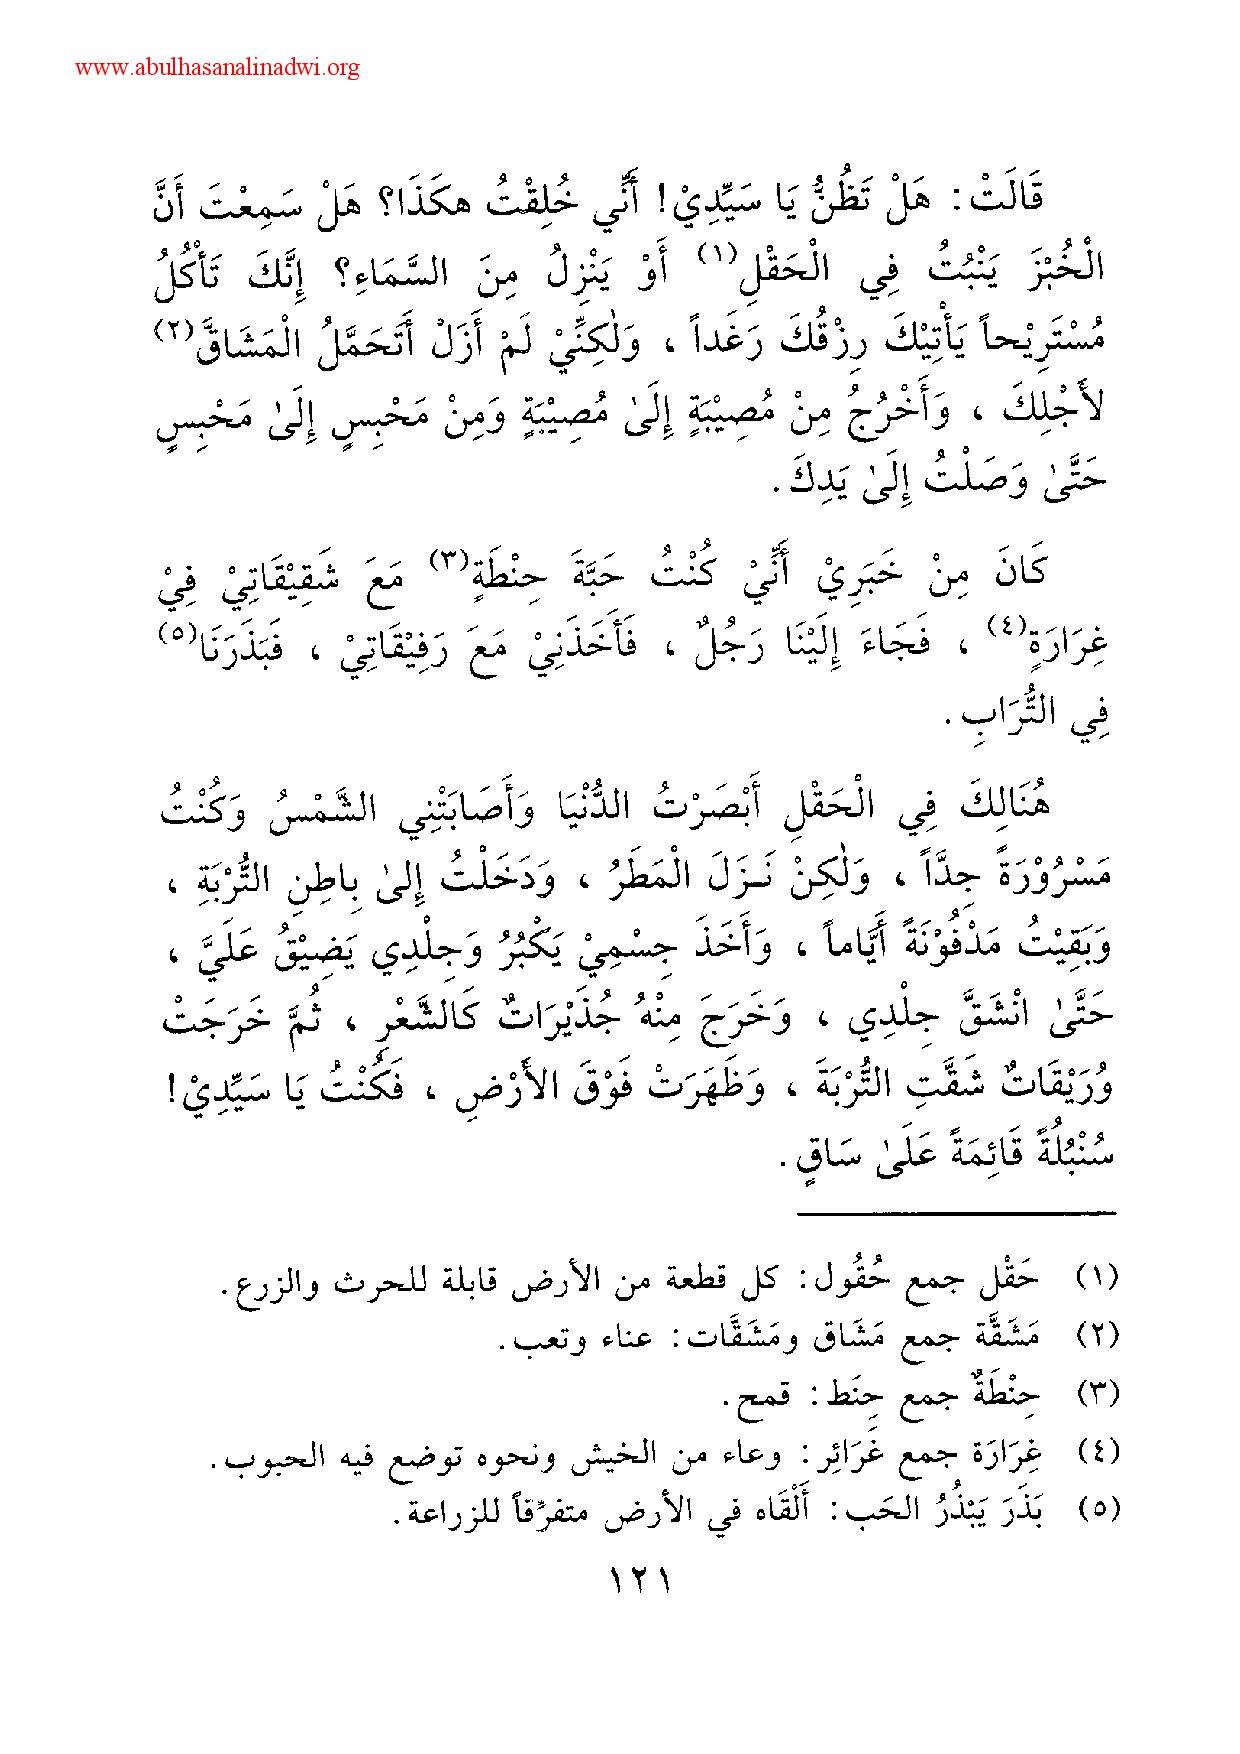 www.abulhasanalinadwi.org
قَالَتْ : هَلْ تَظُنُّ يَا سَيِّدِيْ! أَنِّي خُلِقْتُ هكَذَا؟ هَلْ سَمِعْتَ أَنَّ
الْخُبْزَ يَنْبُتُ فِي الْحَقْلِ(١) أَوْ يَنْزِلُ مِنَ السَّمَاءِ؟ إِنَّكَ تَأْكُلُ
مُسْتَرِيْحاً يَأْتِيْكَ رِزْقُكَ رَغَداً ، وَلٰكِنِّيْ لَمْ أَزَلْ أَتَحَمَّلُ الْمَشَاقَّ(٢)
لأَجْلِكَ ، وَأَخْرُجُ مِنْ مُصِيْبَةٍ إِلَىٰ مُصِيْبَةٍ وَمِنْ مَحْبِسٍ إِلَىٰ مَحْبِسٍ
حَتَّىٰ وَصَلْتُ إِلَىٰ يَدِكَ .
كَانَ مِنْ خَبَرِيْ أَنِّيْ كُنْتُ حَبَّةَ حِنْطَةٍ(٣) مَعَ شَقِيْقَاتِيْ فِيْ
غِرَارَةٍ(٤) ، فَجَاءَ إِلَيْنَا رَجُلٌ ، فَأَخَذَنِيْ مَعَ رَفِيْقَاتِيْ ، فَبَذَرَنَا(٥)
فِي التُّرَابِ .
هُنَالِكَ فِي الْحَقْلِ أَبْصَرْتُ الدُّنْيَا وَأَصَابَتْنِي الشَّمْسُ وَكُنْتُ
مَسْرُوْرَةً جِدّاً ، وَلٰكِنْ نَـزَلَ الْمَطَرُ ، وَدَخَلْتُ إِلىٰ بِاطِنِ التُّرْبَةِ ،
وَبَقِيْتُ مَدْفُوْنَةً أَيَّاماً ، وَأَخَذَ جِسْمِيْ يَكْبُرُ وَجِلْدِي يَضِيْقُ عَلَيَّ ،
حَتَّىٰ انْشَقَّ جِلْدِي ، وَخَرَجَ مِنْهُ جُذَيْرَاتٌ كَالشَّعْرِ ، ثُمَّ خَرَجَتْ
وُرَيْقَاتٌ شَقَّتِ التُّرْبَةَ ، وَظَهَرَتْ فَوْقَ الأَرْضِ ، فَكُنْتُ يَا سَيِّدِيْ!
سُنْبُلَةً قَائِمَةً عَلَىٰ سَاقٍ .
(١) حَقْل جمع حُقُول : كل قطعة من الأرض قابلة للحرث والزرع .
(٢) مَشَقَّة جمع مَشَاق ومَشَقَّات : عناء وتعب .
(٣) حِنْطَةٌ جمع حِنَط : قمح .
(٤) غِرَارَة جمع غَرَائِر : وعاء من الخيش ونحوه توضع فيه الحبوب .
(٥) بَذَرَ يَبْذُرُ الحَب : أَلْقَاه في الأرض متفرِّقاً للزراعة .
١٢١